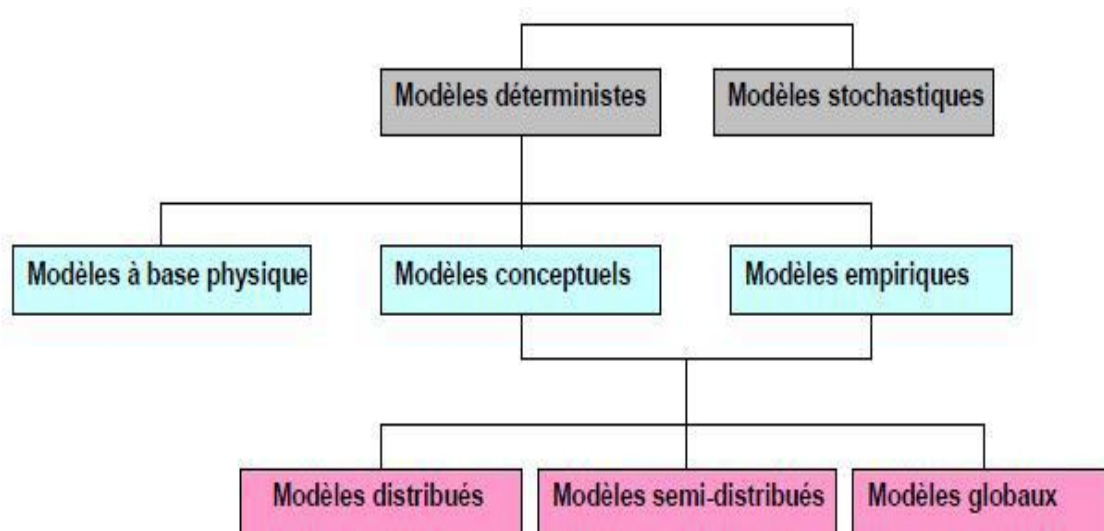 Modèles déterministes
Modèles stochastiques
Modèles à base physique
Modèles conceptuels
Modèles empiriques
Modèles distribués
Modèles semi-distribués
Modèles globaux